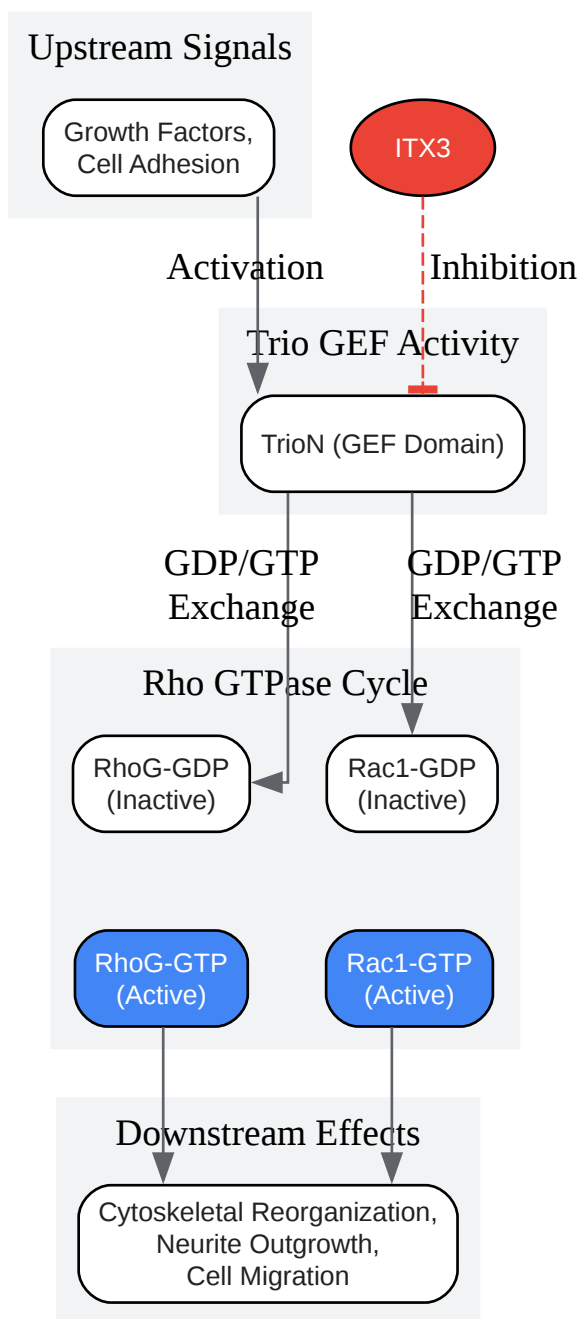 Upstream Signals
Growth Factors,
Cell Adhesion
ITX3
Activation
Inhibition
Trio GEF Activity
TrioN (GEF Domain)
GDP/GTP
Exchange
GDP/GTP
Exchange
Rho GTPase Cycle
RhoG-GDP
(Inactive)
Rac1-GDP
(Inactive)
RhoG-GTP
(Active)
Rac1-GTP
(Active)
Downstream Effects
Cytoskeletal Reorganization,
Neurite Outgrowth,
Cell Migration